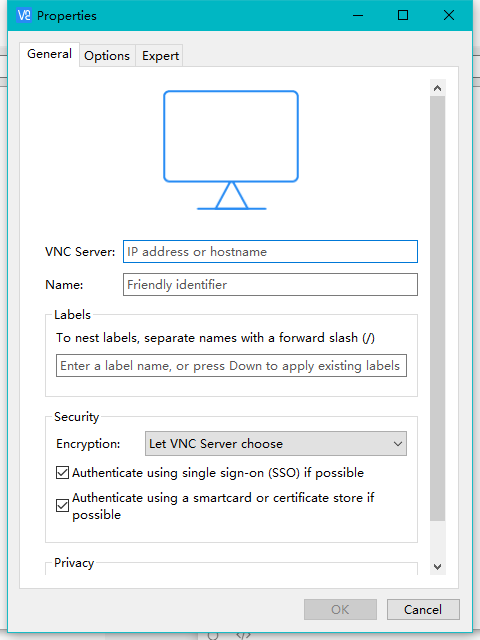 Properties
General Options Expert
VNC Server: IP address or hostname
Name: Friendly identifier
Labels
To nest labels, separate names with a forward slash (/)
Enter a label name, or press Down to apply existing labels
Security
Encryption: Let VNC Server choose
Authenticate using single sign-on (SSO) if possible
Authenticate using a smartcard or certificate store if
possible
Privacy
OK Cancel